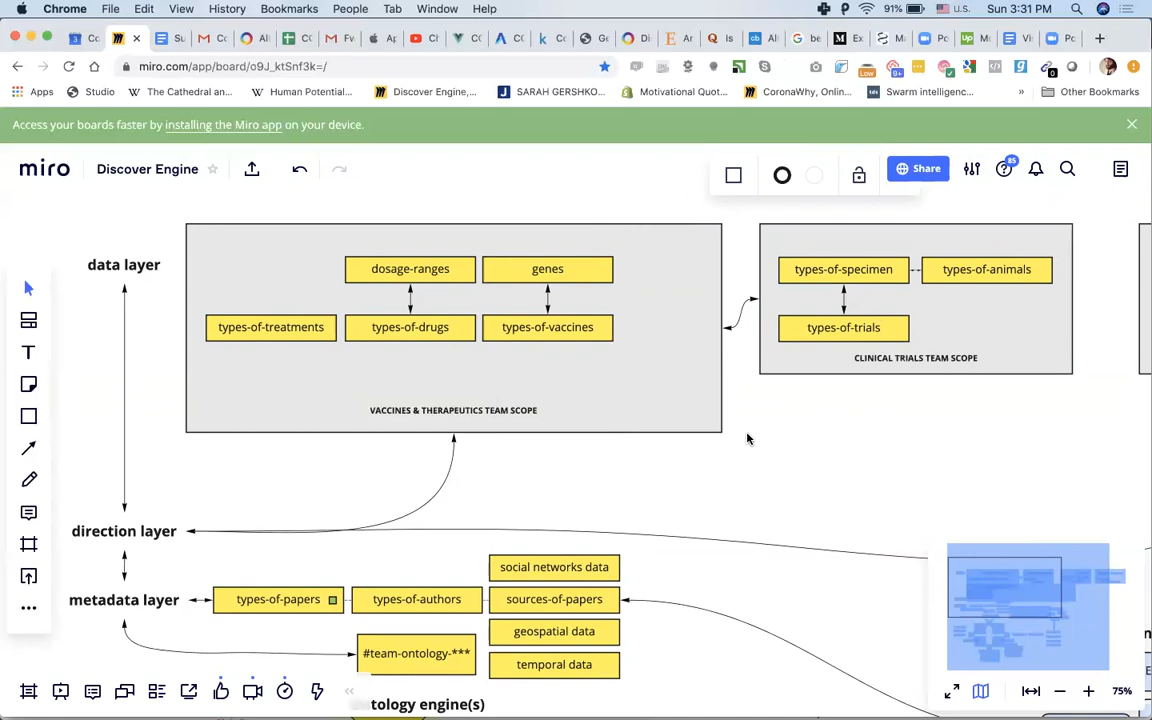 Chrome File Edit View History Bookmarks People Tab Window Help 91% U.S. Sun 3:31 PM
miro.com/app/board/o9J_ktSnf3k=/
Apps Studio The Cathedral an Human Potential... Discover Engine,... SARAH GERSHKO... Motivational Quot... CoronaWhy, Onlin... Swarm intelligenc... » Other Bookmarks
Access your boards faster by installing the Miro app on your device.
miro Discover Engine Share 85
data layer
dosage-ranges genes
types-of-treatments types-of-drugs types-of-vaccines
VACCINES & THERAPEUTICS TEAM SCOPE
types-of-specimen types-of-animals
types-of-trials
CLINICAL TRIALS TEAM SCOPE
direction layer
social networks data
metadata layer types-of-papers types-of-authors sources-of-papers
geospatial data
#team-ontology-***
temporal data
tology engine(s)
75%